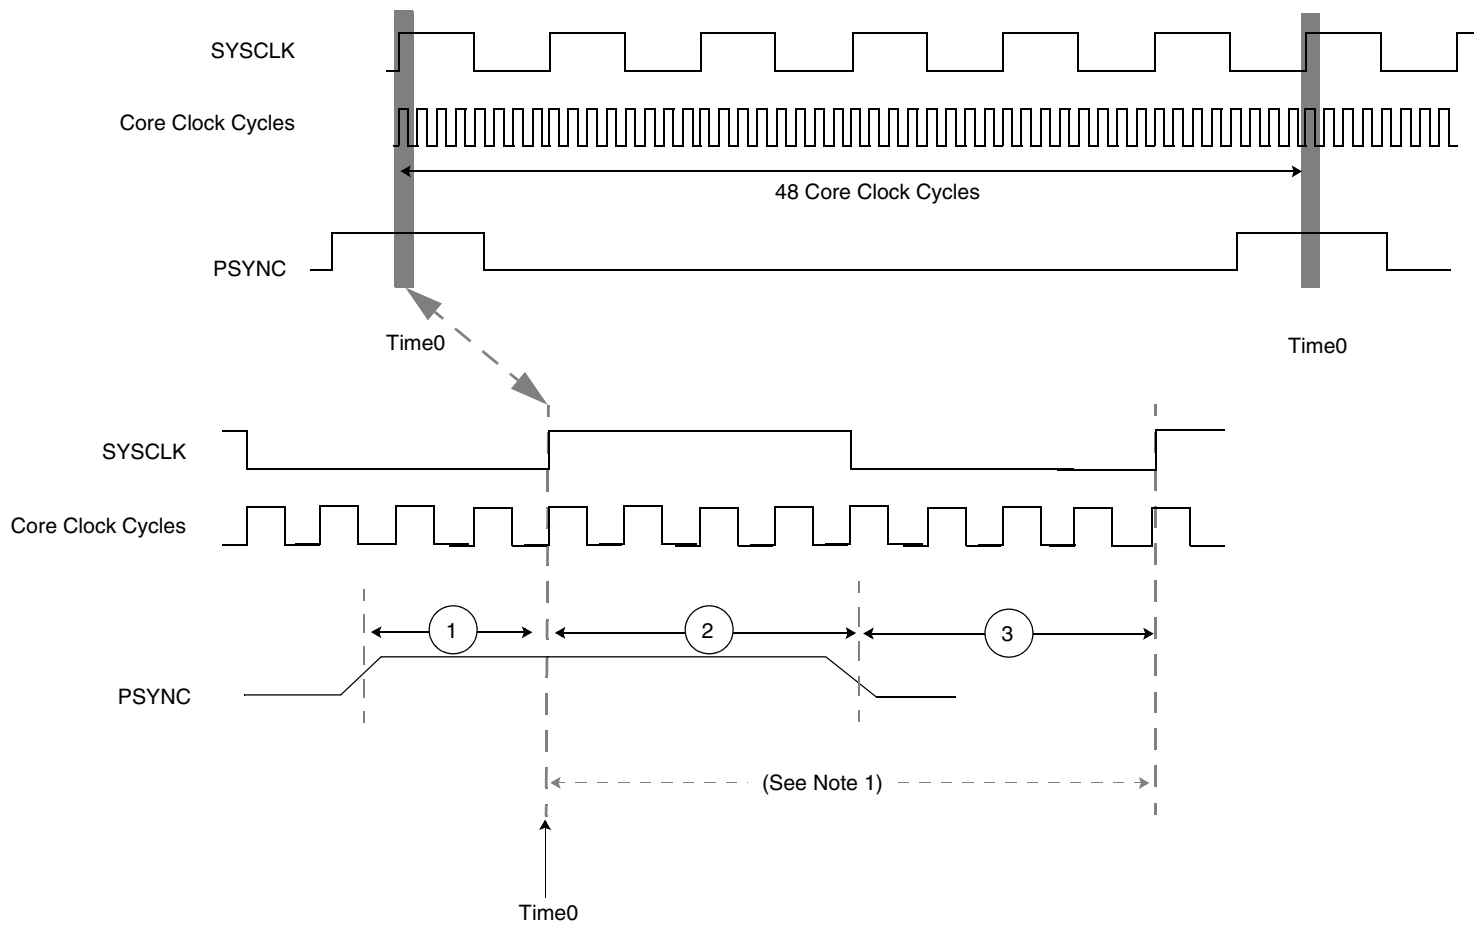 SYSCLK
Core Clock Cycles
48 Core Clock Cycles
PSYNC
Time0
Time0
SYSCLK
Core Clock Cycles
1
2
3
PSYNC
(See Note 1)
Time0